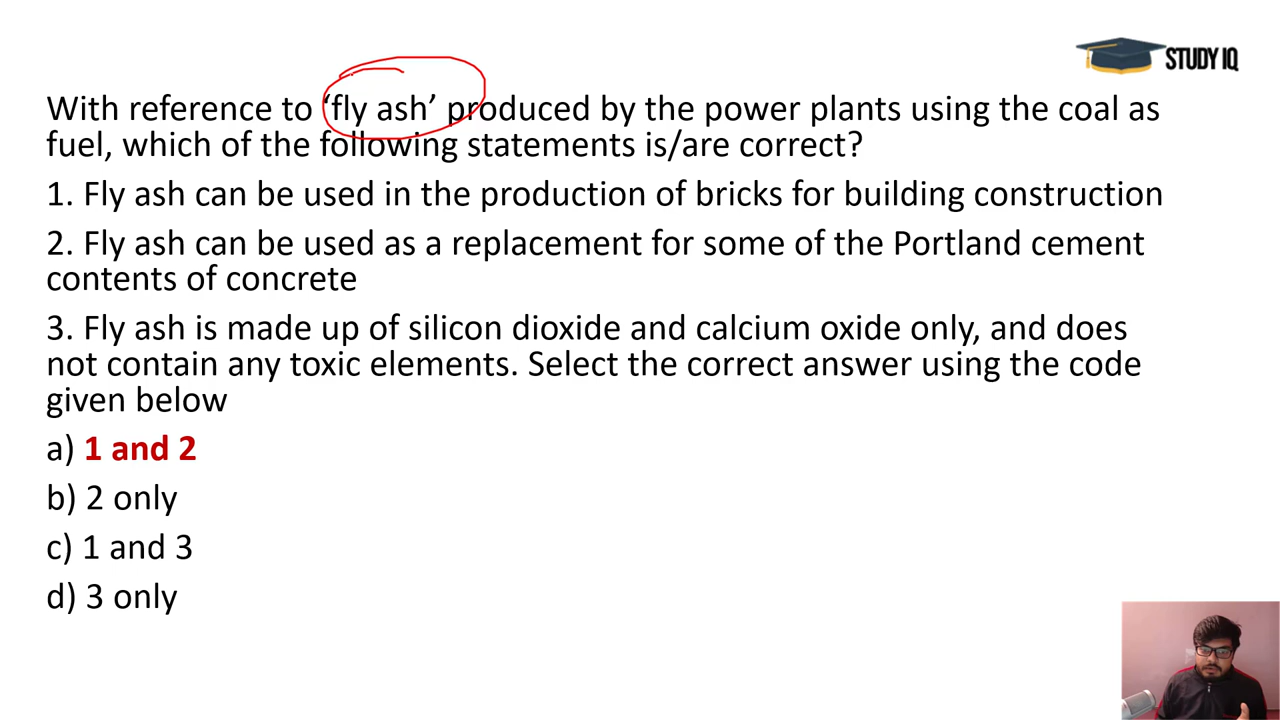 STUDY IQ
With reference to ‘fly ash’ produced by the power plants using the coal as
fuel, which of the following statements is/are correct?
1. Fly ash can be used in the production of bricks for building construction
2. Fly ash can be used as a replacement for some of the Portland cement
contents of concrete
3. Fly ash is made up of silicon dioxide and calcium oxide only, and does
not contain any toxic elements. Select the correct answer using the code
given below
a) 1 and 2
b) 2 only
c) 1 and 3
d) 3 only